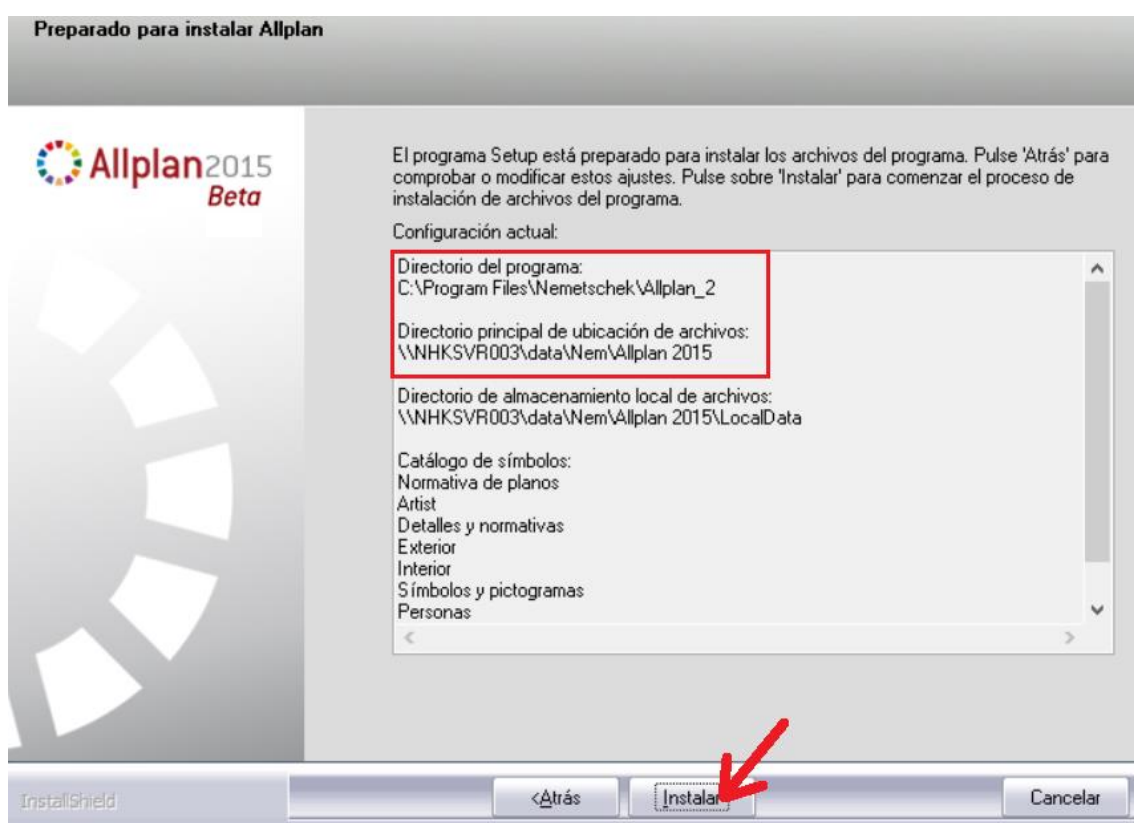 Preparado para instalar Allplan
Allplan2015
Beta
El programa Setup está preparado para instalar los archivos del programa. Pulse 'Atrás' para
comprobar o modificar estos ajustes. Pulse sobre 'Instalar' para comenzar el proceso de
instalación de archivos del programa.
Configuración actual:
Directorio del programa:
C:\Program Files\Nemetschek\Allplan_2
Directorio principal de ubicación de archivos:
\\NHKSVR003\data\Nem\Allplan 2015
Directorio de almacenamiento local de archivos:
\\NHKSVR003\data\Nem\Allplan 2015\LocalData
Catálogo de símbolos:
Normativa de planos
Artist
Detalles y normativas
Exterior
Interior
Símbolos y pictogramas
Personas
InstallShield
<Atrás
Instalar
Cancelar